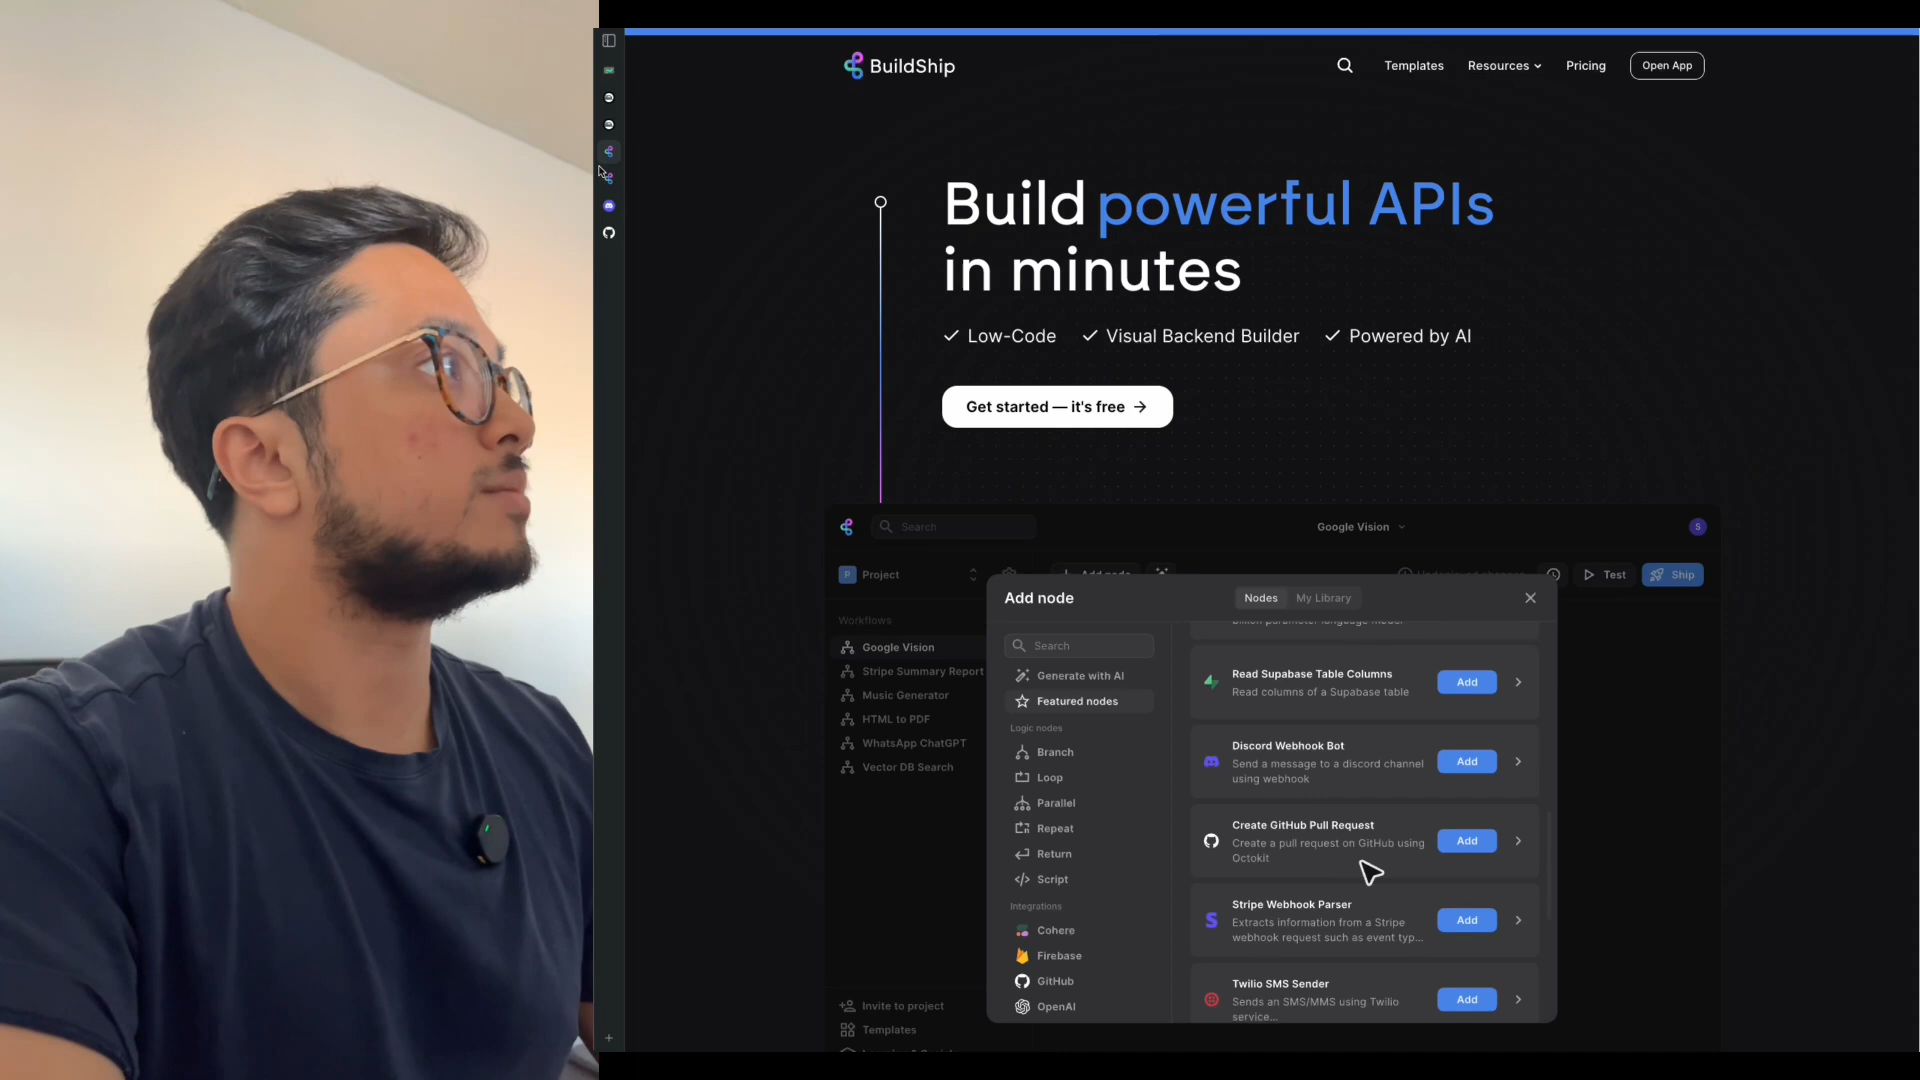 BuildShip
Templates
Resources
Pricing
Open App
Build powerful APIs
in minutes
Low-Code
Visual Backend Builder
Powered by AI
Get started — it's free
Search
Google Vision
S
P Project
Add node
Test
Ship
Workflows
Google Vision
Stripe Summary Report
Music Generator
HTML to PDF
WhatsApp ChatGPT
Vector DB Search
Invite to project
Templates
Add node
Nodes
My Library
Search
Generate with AI
Featured nodes
Logic nodes
Branch
Loop
Parallel
Repeat
Return
Script
Integrations
Cohere
Firebase
GitHub
OpenAI
billion parameter language model
Read Supabase Table Columns
Read columns of a Supabase table
Add
Discord Webhook Bot
Send a message to a discord channel
using webhook
Add
Create GitHub Pull Request
Create a pull request on GitHub using
Octokit
Add
Stripe Webhook Parser
Extracts information from a Stripe
webhook request such as event typ...
Add
Twilio SMS Sender
Sends an SMS/MMS using Twilio
service...
Add